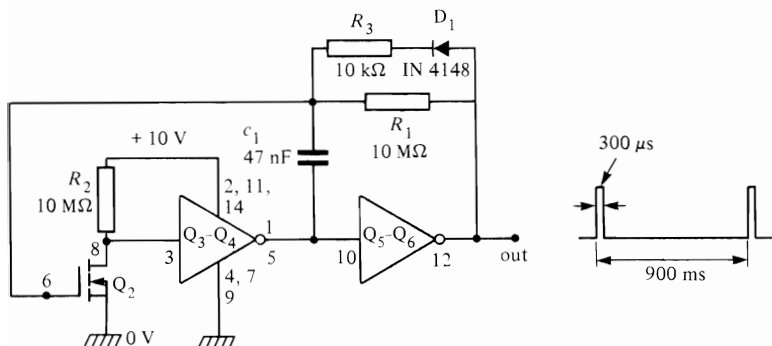 R3 D1
10 kΩ IN 4148
R1
10 MΩ
+ 10 V
c1
47 nF
R2
10 MΩ
2, 11,
14
8
3
Q3–Q4
1
5
4, 7
9
6
Q2
0 V
10
Q5–Q6
12
out
300 μs
900 ms